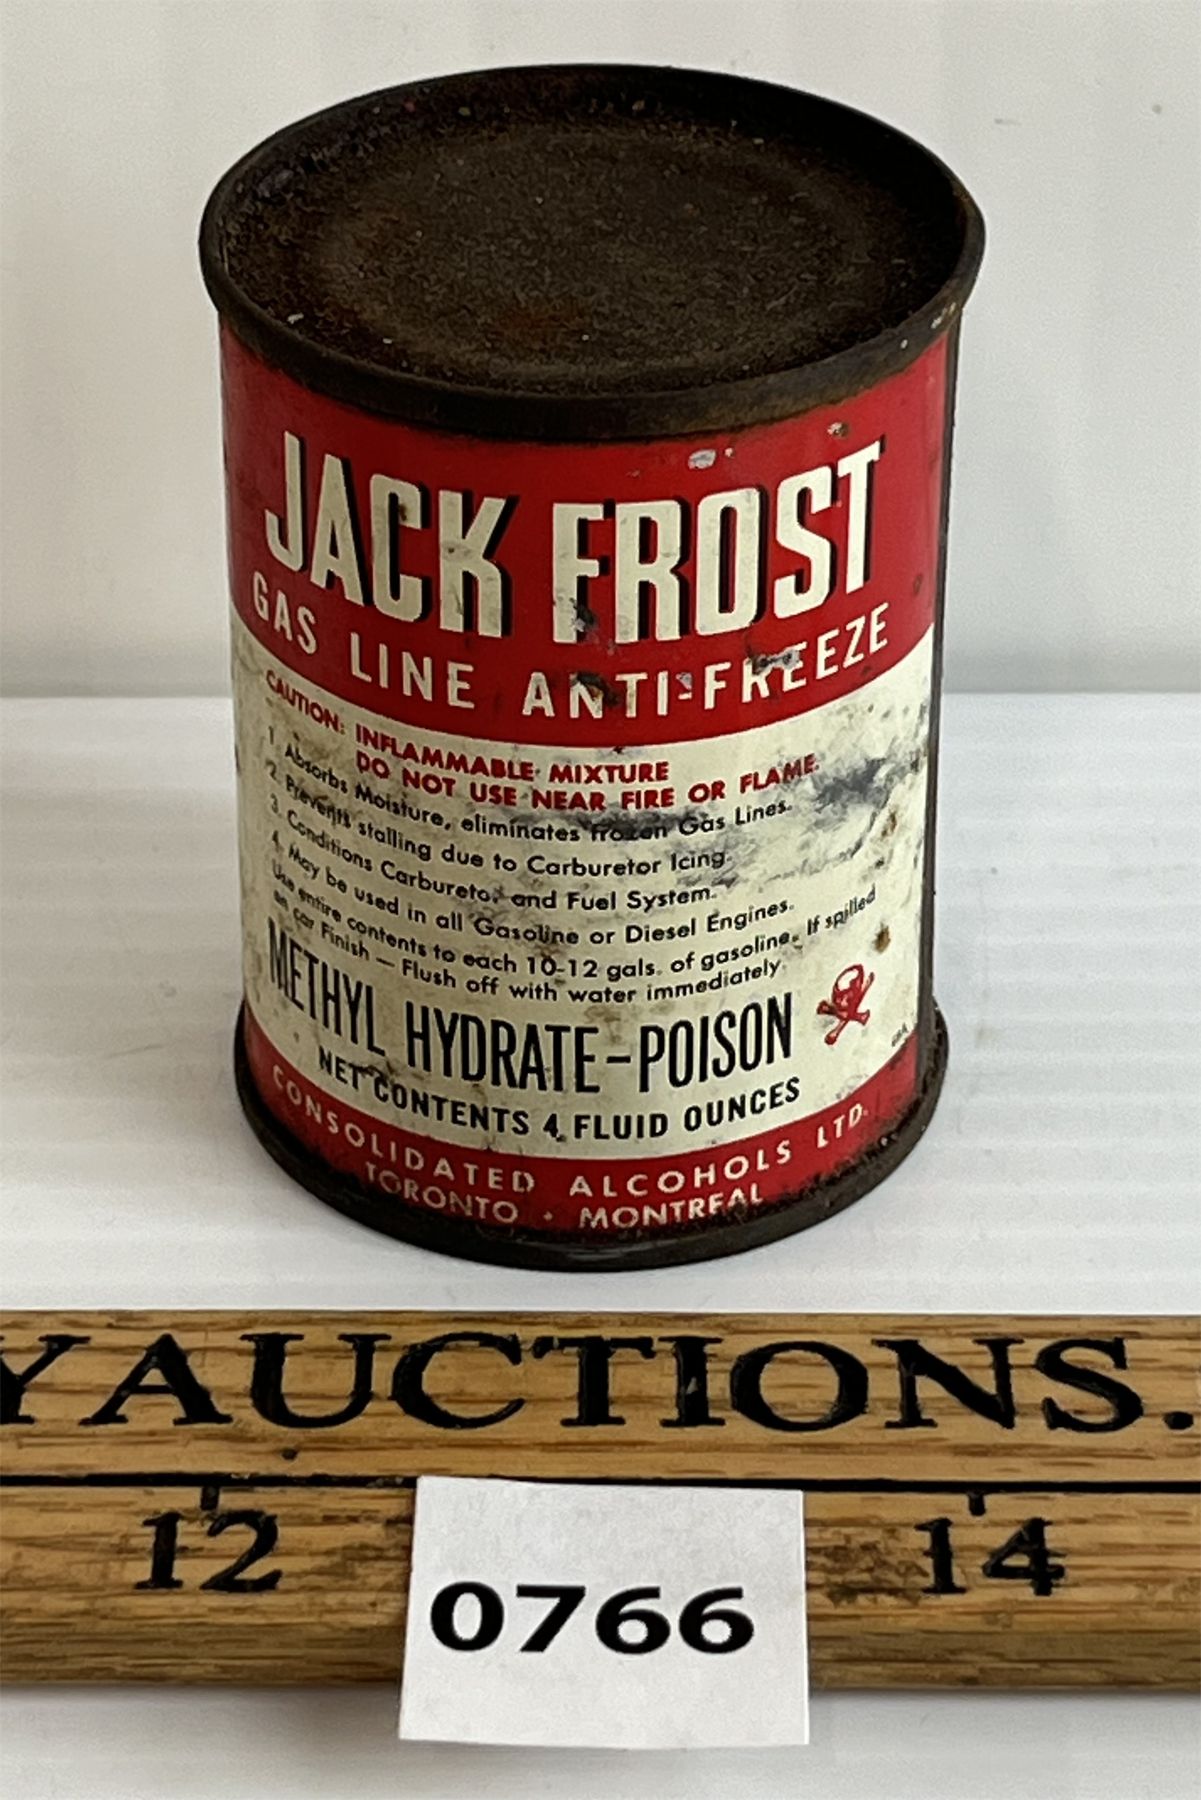 JACK FROST
GAS LINE ANTI-FREEZE
CAUTION: INFLAMMABLE MIXTURE
DO NOT USE NEAR FIRE OR FLAME.
1. Absorbs Moisture, eliminates frozen Gas Lines.
2. Prevents stalling due to Carburetor Icing.
3. Conditions Carburetor and Fuel System.
4. May be used in all Gasoline or Diesel Engines.
Use entire contents to each 10-12 gals. of gasoline. If spilled
on car Finish — Flush off with water immediately.
METHYL HYDRATE-POISON
NET CONTENTS 4 FLUID OUNCES
CONSOLIDATED ALCOHOLS LTD.
TORONTO • MONTREAL
Y AUCTIONS.
12 14
0766